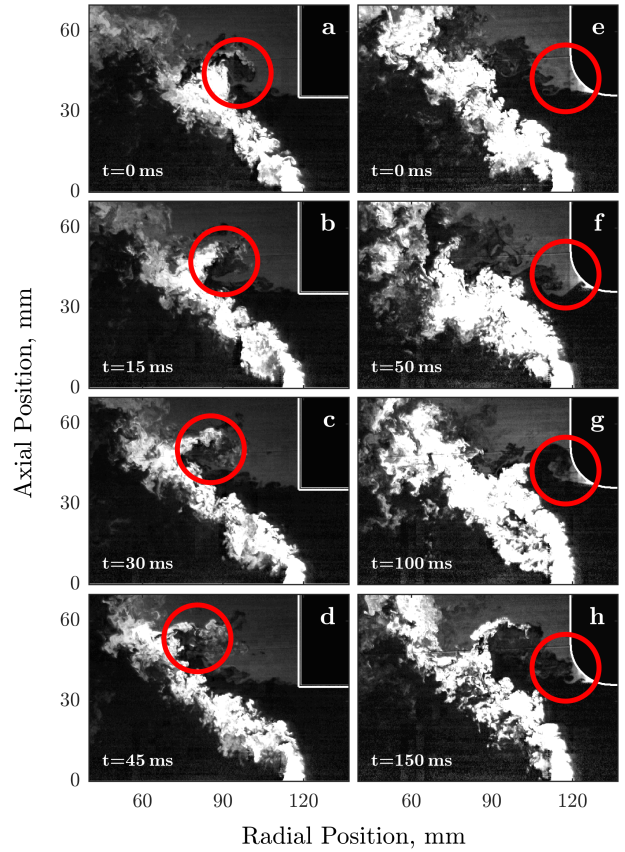 a
e
60
30
t=0 ms
t=0 ms
0
b
f
60
30
t=15 ms
t=50 ms
0
c
g
60
30
t=30 ms
t=100 ms
0
d
h
60
30
t=45 ms
t=150 ms
0
60
90
120
60
90
120
Axial Position, mm
Radial Position, mm